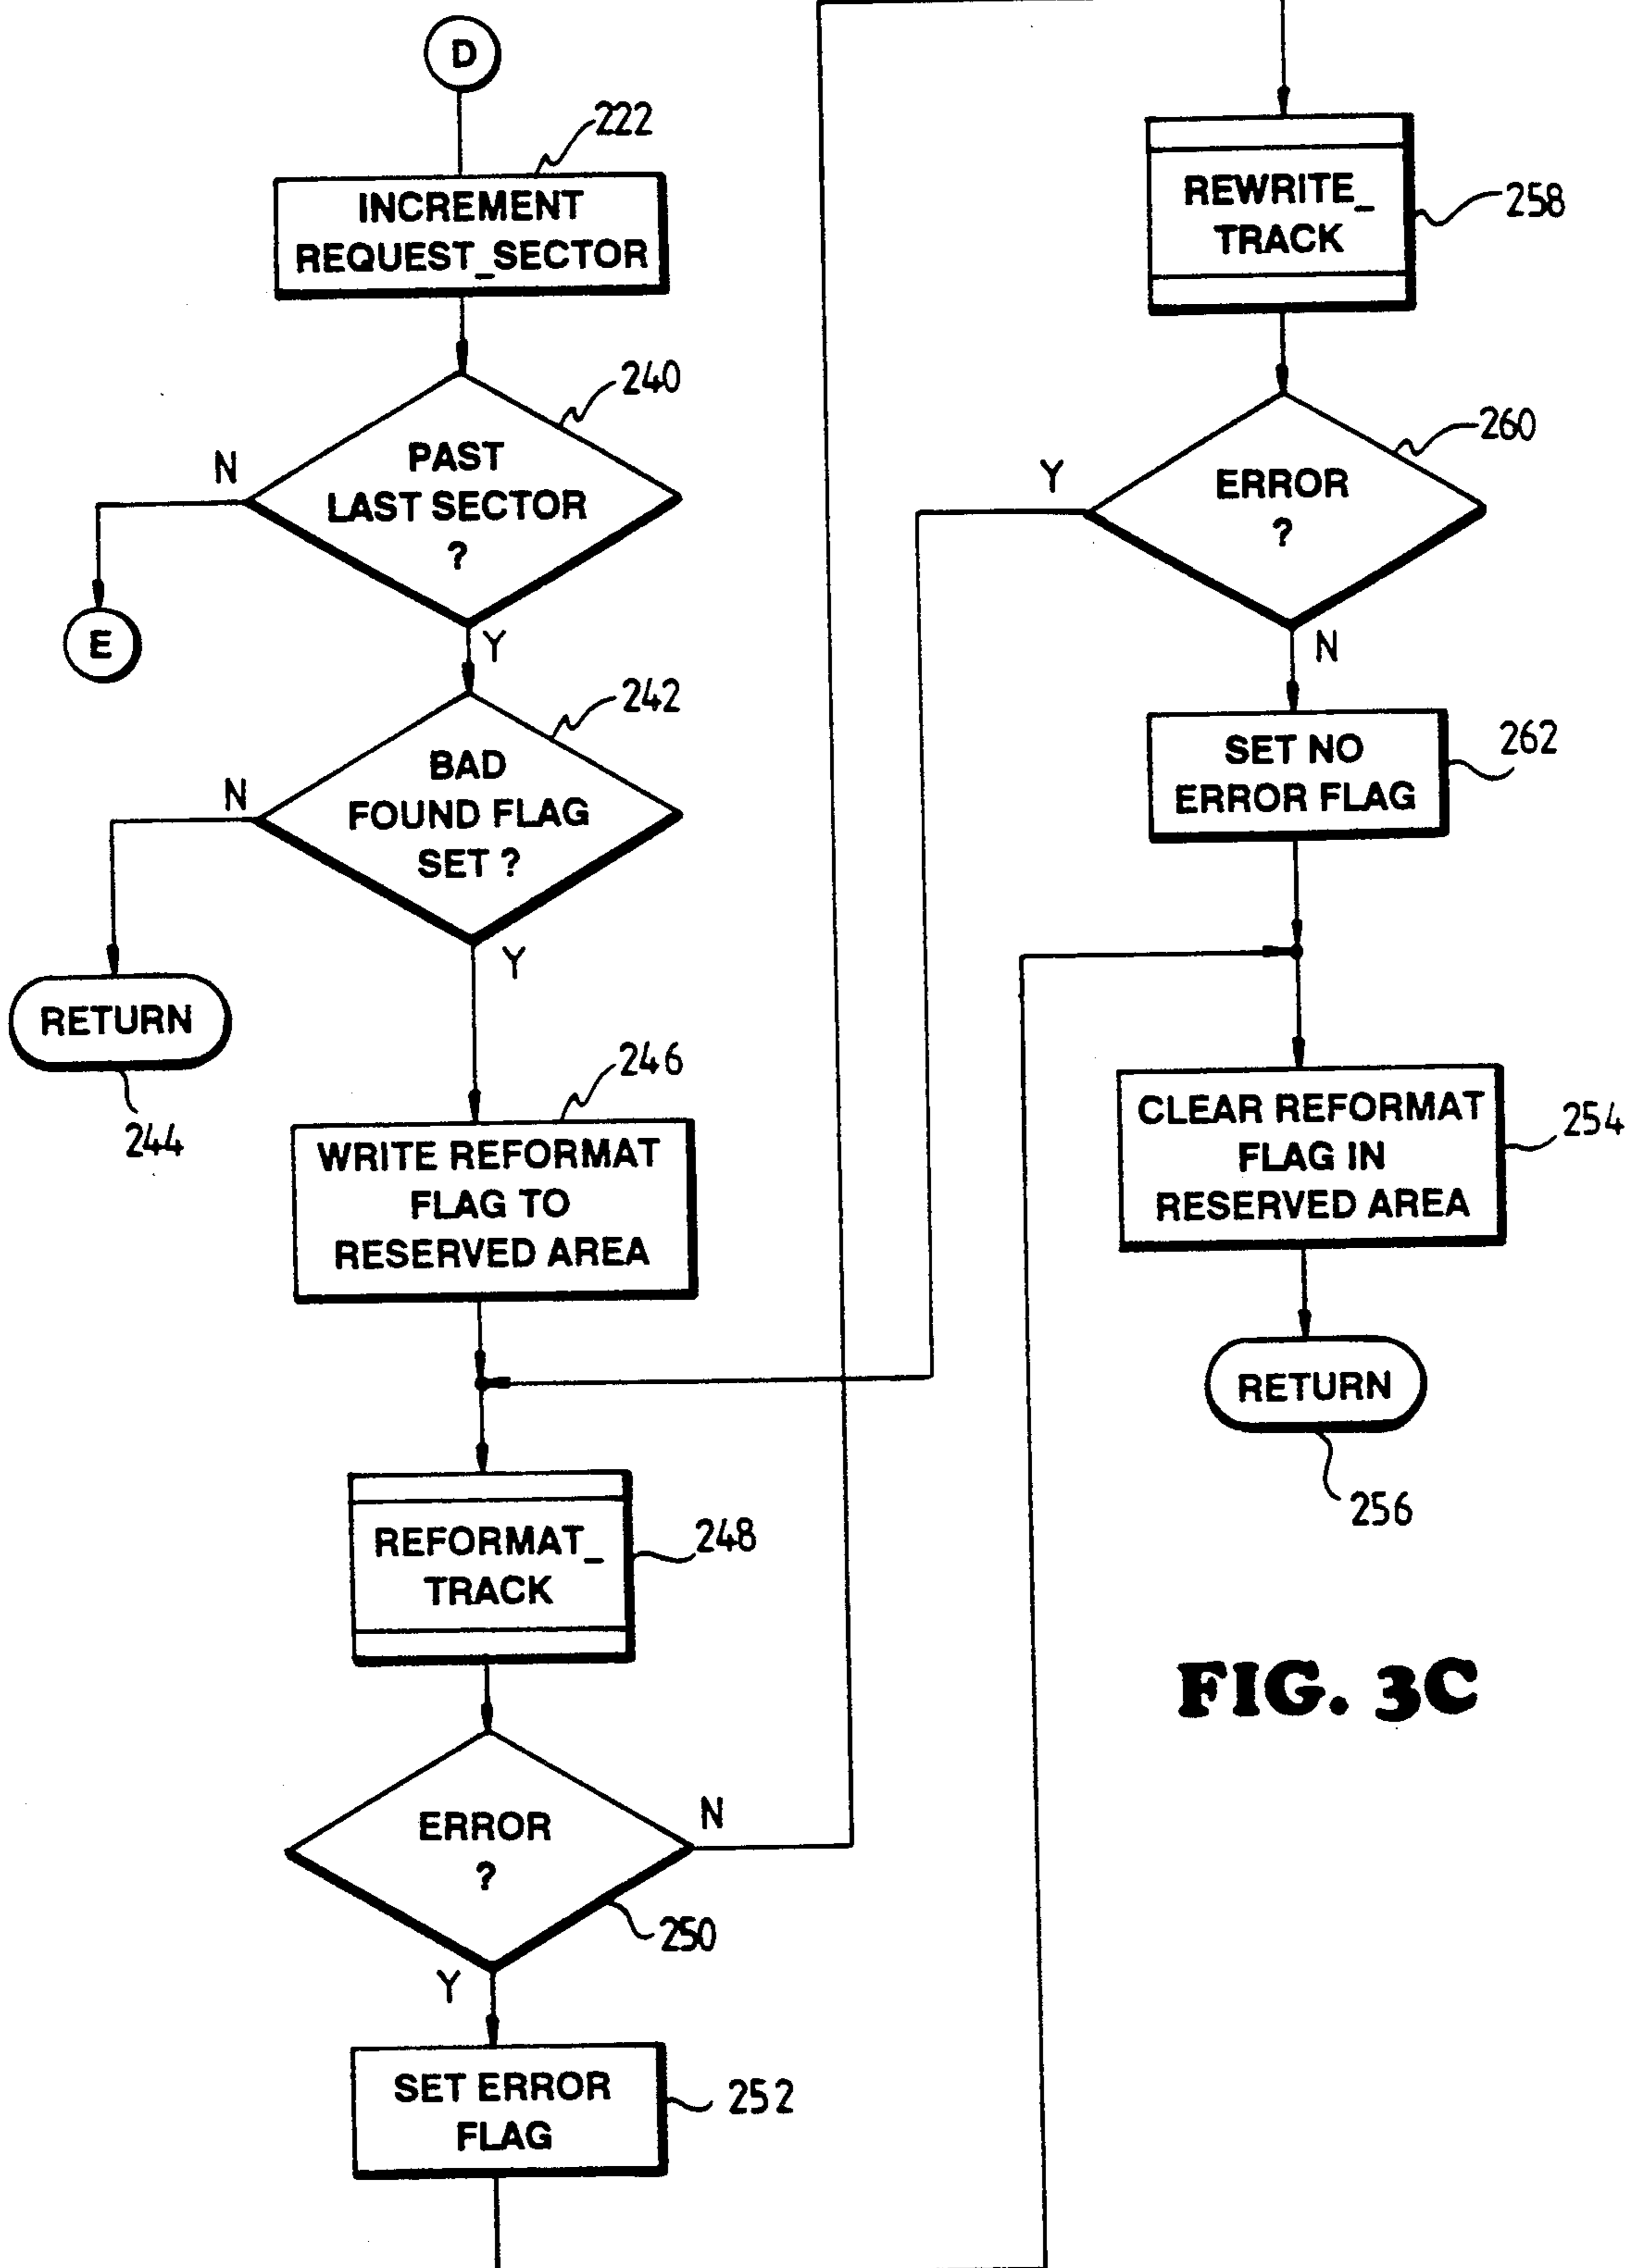 D
222
INCREMENT
REQUEST_SECTOR
240
N
PAST
LAST SECTOR
?
E
Y
242
N
BAD
FOUND FLAG
SET ?
Y
RETURN
244
246
WRITE REFORMAT
FLAG TO
RESERVED AREA
REFORMAT_
TRACK
248
ERROR
?
N
250
Y
SET ERROR
FLAG
252
REWRITE_
TRACK
258
260
Y
ERROR
?
N
SET NO
ERROR FLAG
262
CLEAR REFORMAT
FLAG IN
RESERVED AREA
254
RETURN
256
FIG. 3C